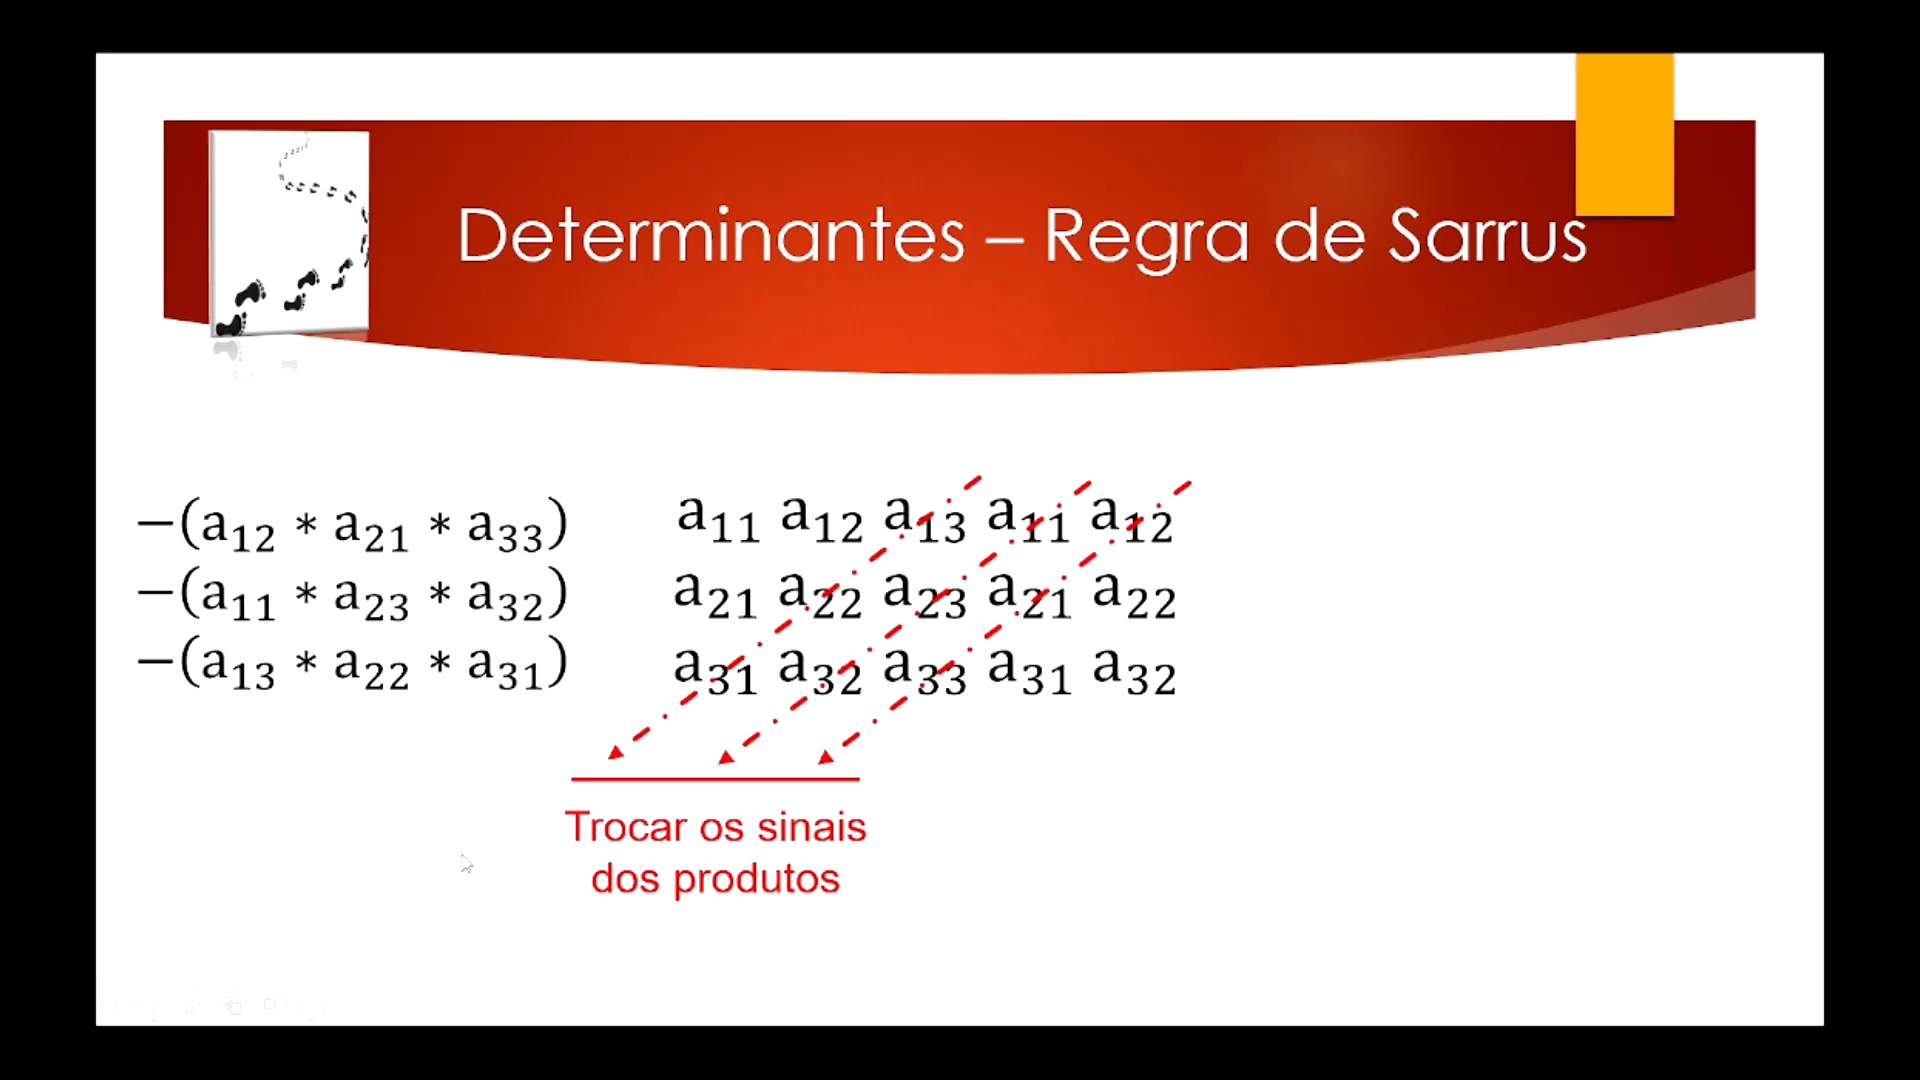 Determinantes – Regra de Sarrus
−(a₁₂ * a₂₁ * a₃₃)
−(a₁₁ * a₂₃ * a₃₂)
−(a₁₃ * a₂₂ * a₃₁)
a₁₁ a₁₂ a₁₃ a₁₁ a₁₂
a₂₁ a₂₂ a₂₃ a₂₁ a₂₂
a₃₁ a₃₂ a₃₃ a₃₁ a₃₂
Trocar os sinais
dos produtos